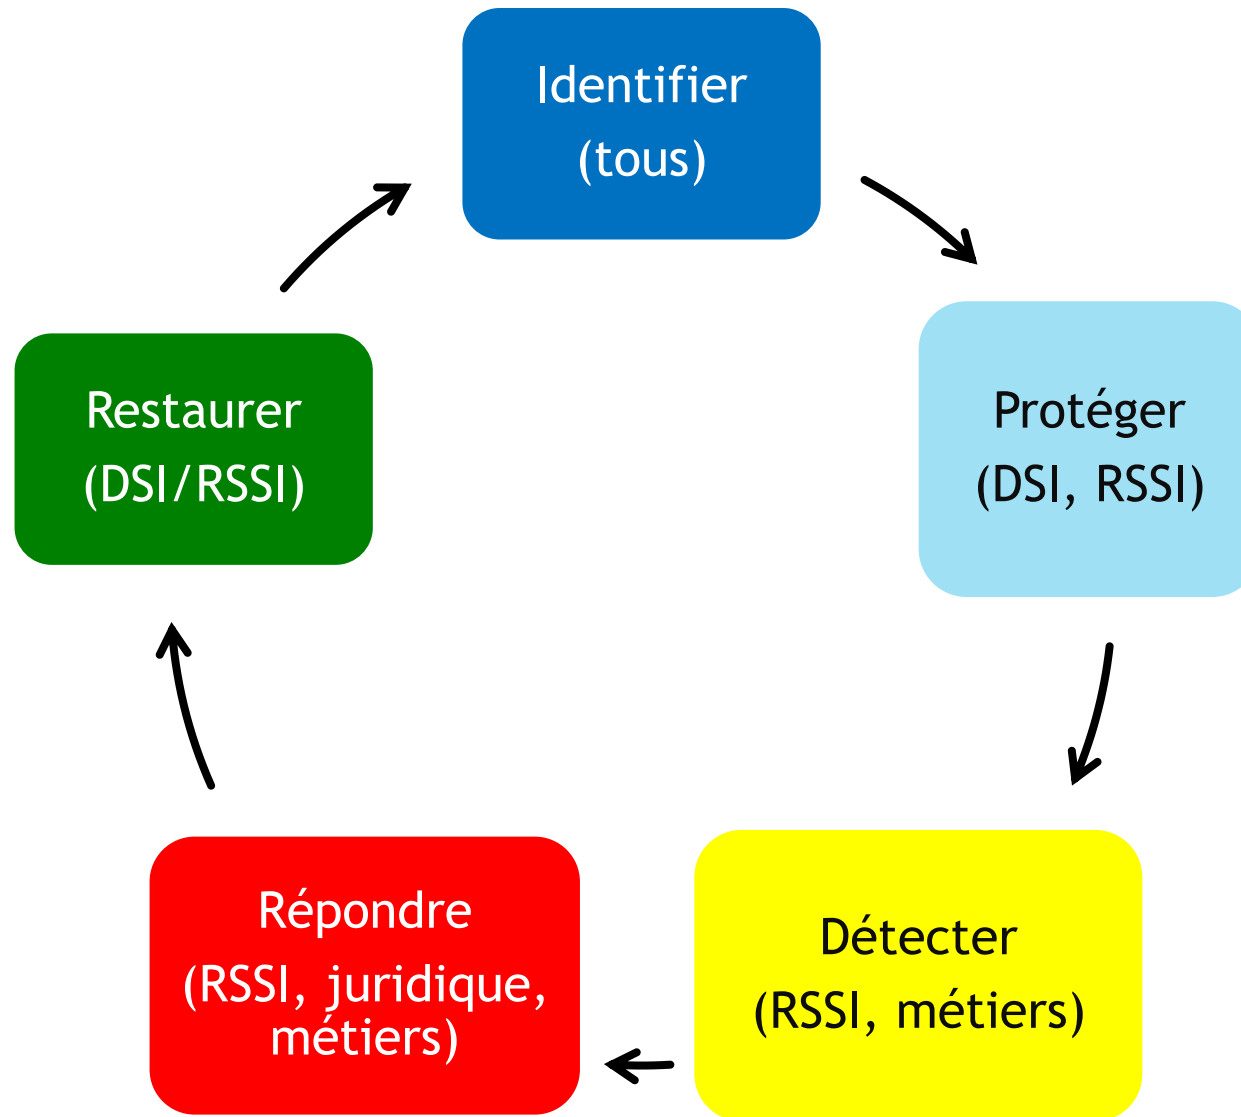 Identifier
(tous)
Protéger
(DSI, RSSI)
Détecter
(RSSI, métiers)
Répondre
(RSSI, juridique,
métiers)
Restaurer
(DSI/RSSI)